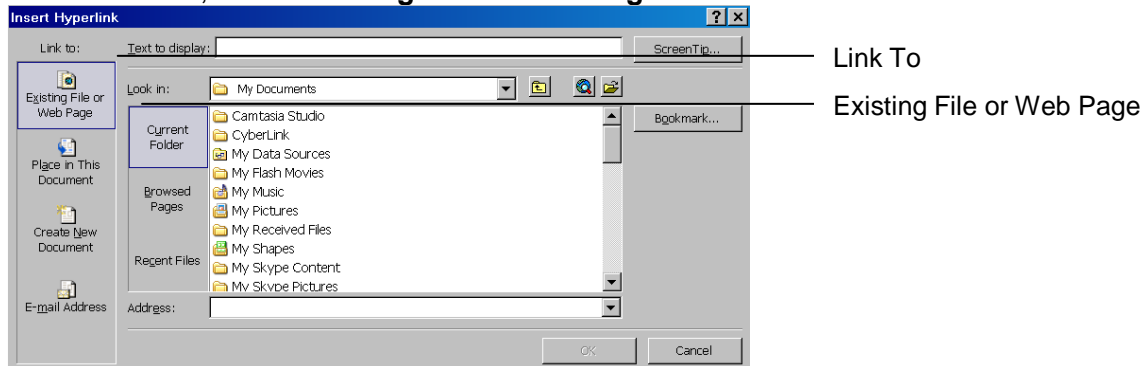 Insert Hyperlink
Link to:
Text to display:
ScreenTip...
Link To
Existing File or Web Page
Look in:
My Documents
Existing File or Web Page
Bookmark...
Current Folder
Camtasia Studio
CyberLink
My Data Sources
My Flash Movies
My Music
My Pictures
My Received Files
My Shapes
My Skype Content
My Skype Pictures
Place in This Document
Browsed Pages
Create New Document
Recent Files
E-mail Address
Address:
OK
Cancel